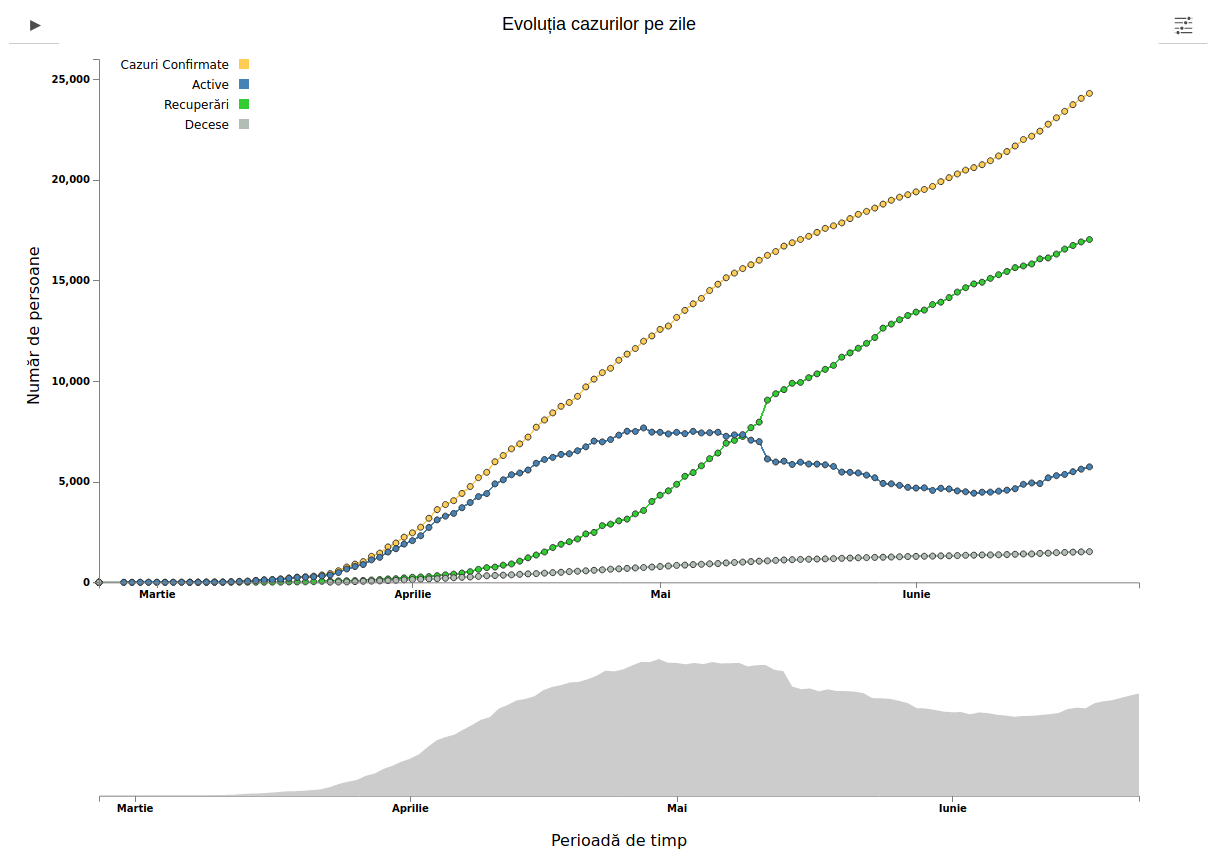 Evoluția cazurilor pe zile
Cazuri Confirmate
Active
Recuperări
Decese
Număr de persoane
25,000
20,000
15,000
10,000
5,000
0
Martie Aprilie Mai Iunie
Martie Aprilie Mai Iunie
Perioadă de timp